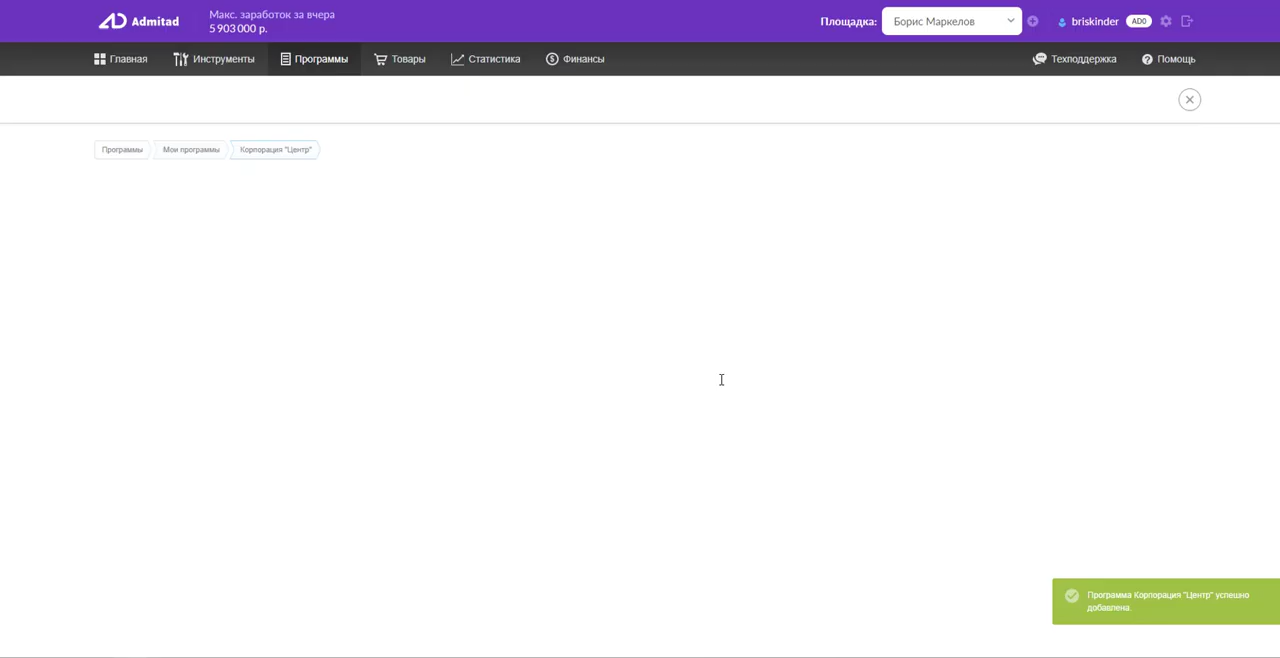 Admitad
Макс. заработок за вчера
5 903 000 р.
Площадка: Борис Маркелов
briskinder AD0
Главная Инструменты Программы Товары Статистика Финансы Техподдержка Помощь
Программы Мои программы Корпорация "Центр"
Программа Корпорация "Центр" успешно
добавлена.